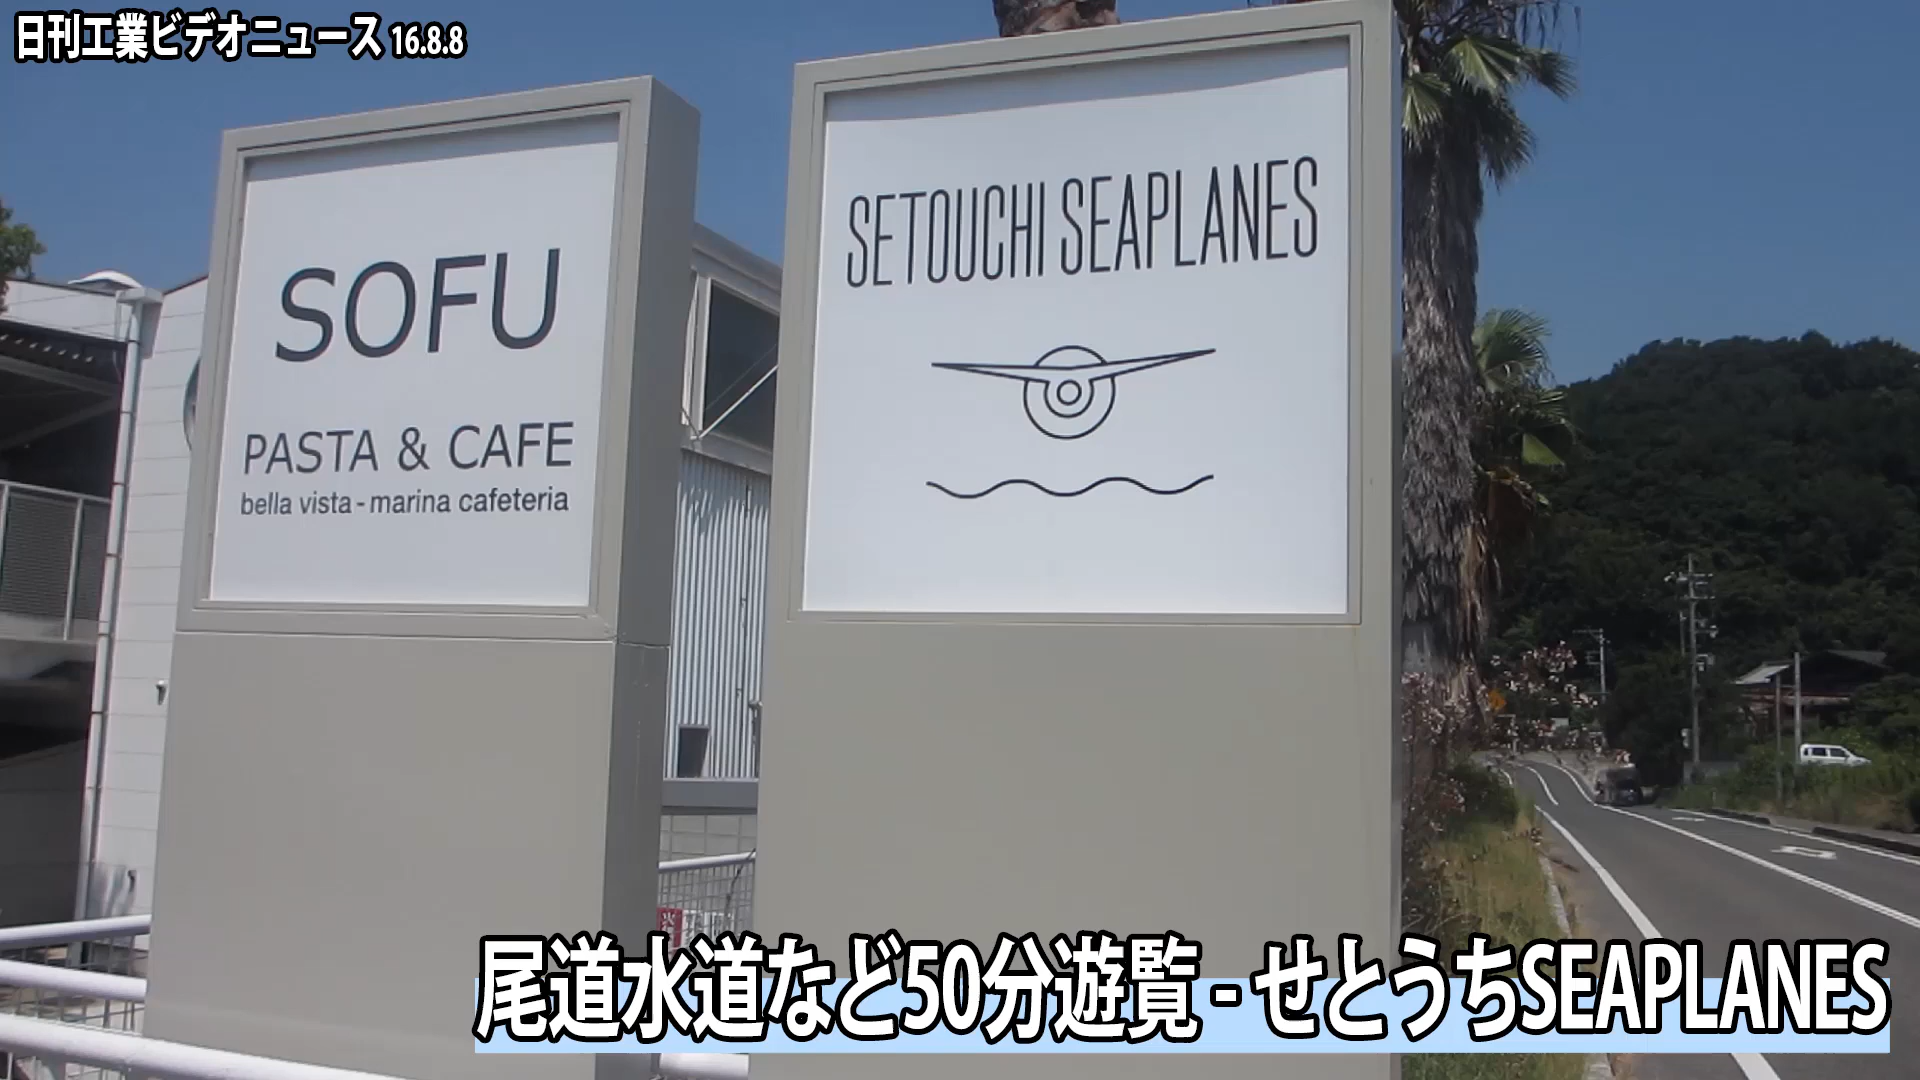 日刊工業ビデオニュース 16.8.8
SOFU
PASTA & CAFE
bella vista - marina cafeteria
SETOUCHI SEAPLANES
尾道水道など50分遊覧 - せとうちSEAPLANES